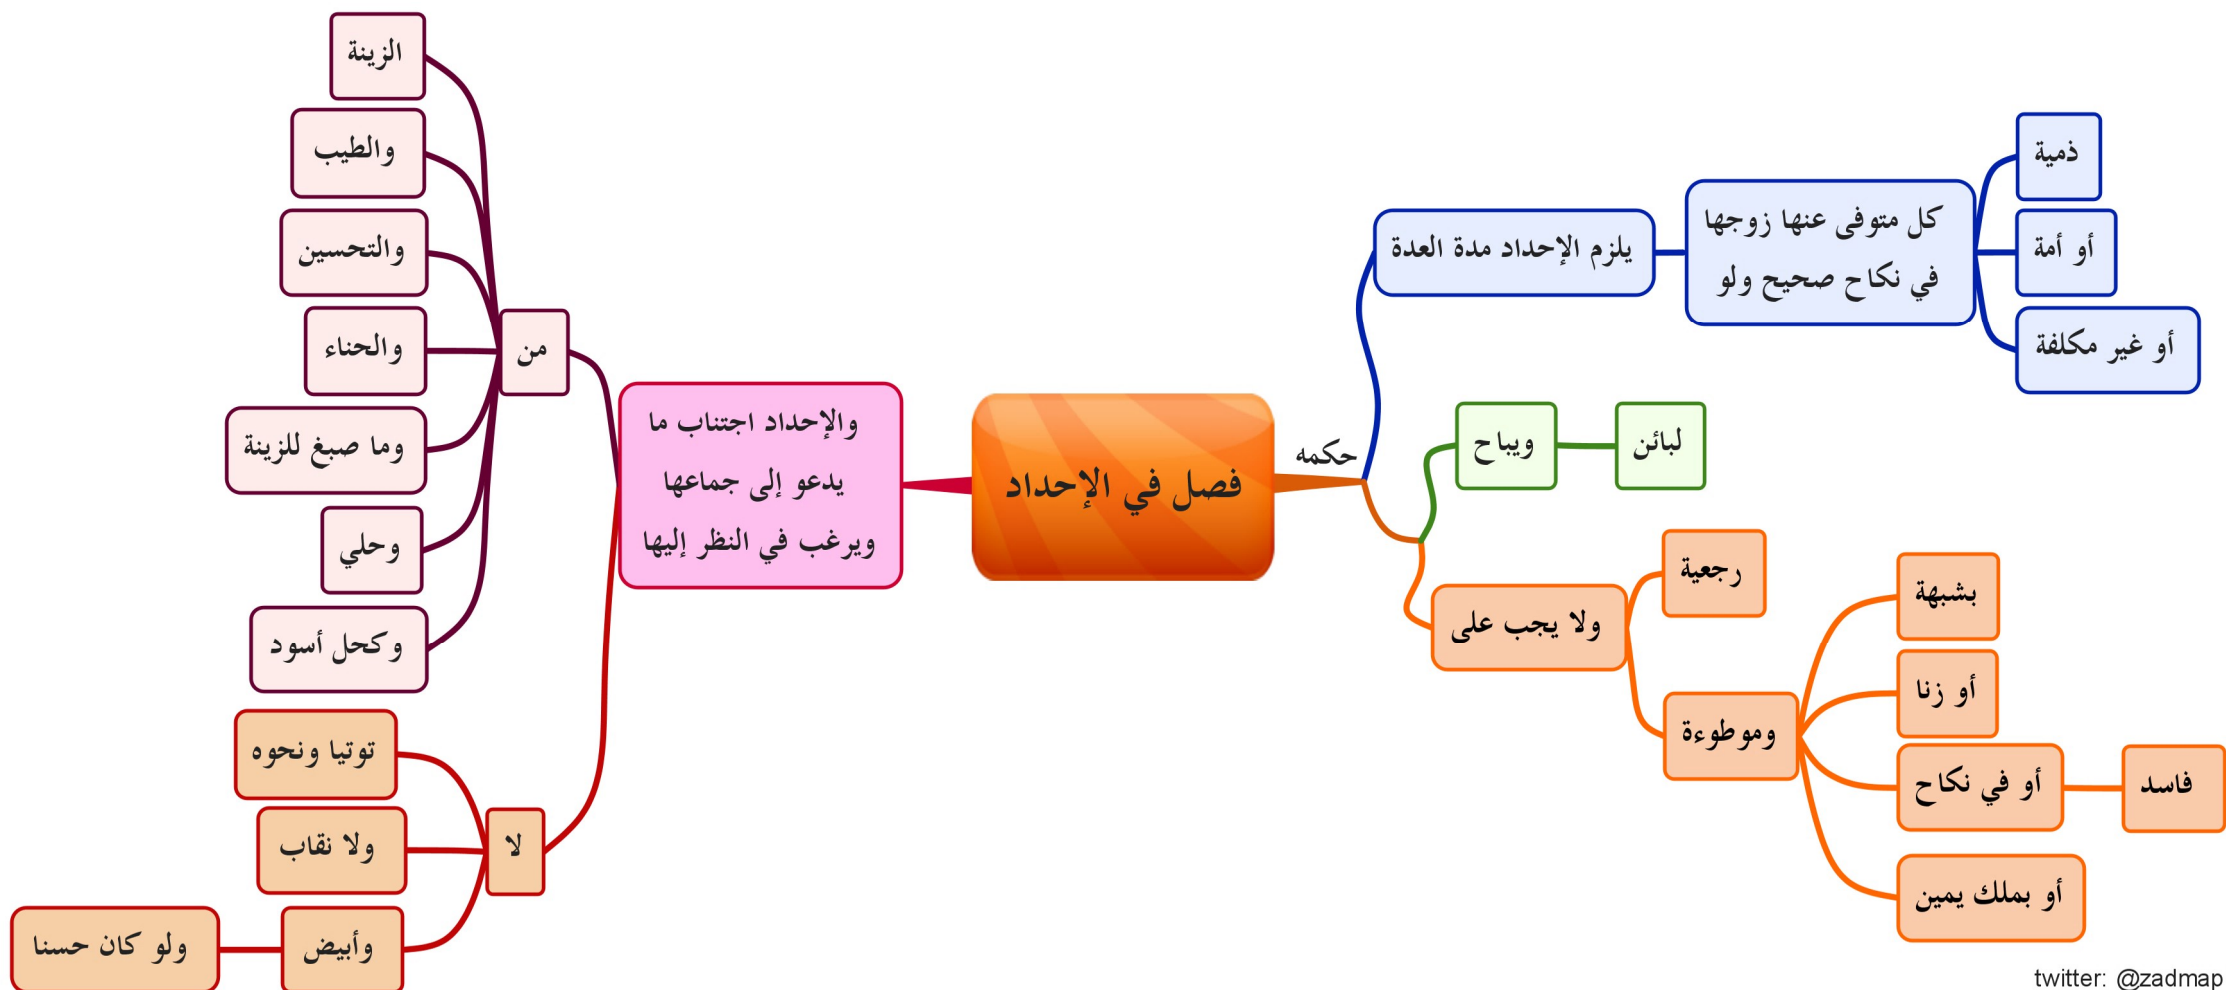 فصل في الإحداد
حكمه
يلزم الإحداد مدة العدة
كل متوفى عنها زوجها
في نكاح صحيح ولو
ذمية
أو أمة
أو غير مكلفة
ويباح
لبائن
ولا يجب على
رجعية
وموطوءة
بشبهة
أو زنا
أو في نكاح
فاسد
أو بملك يمين
والإحداد اجتناب ما
يدعو إلى جماعها
ويرغب في النظر إليها
من
الزينة
والطيب
والتحسين
والحناء
وما صبغ للزينة
وحلي
وكحل أسود
لا
توتيا ونحوه
ولا نقاب
وأبيض
ولو كان حسنا
twitter: @zadmap